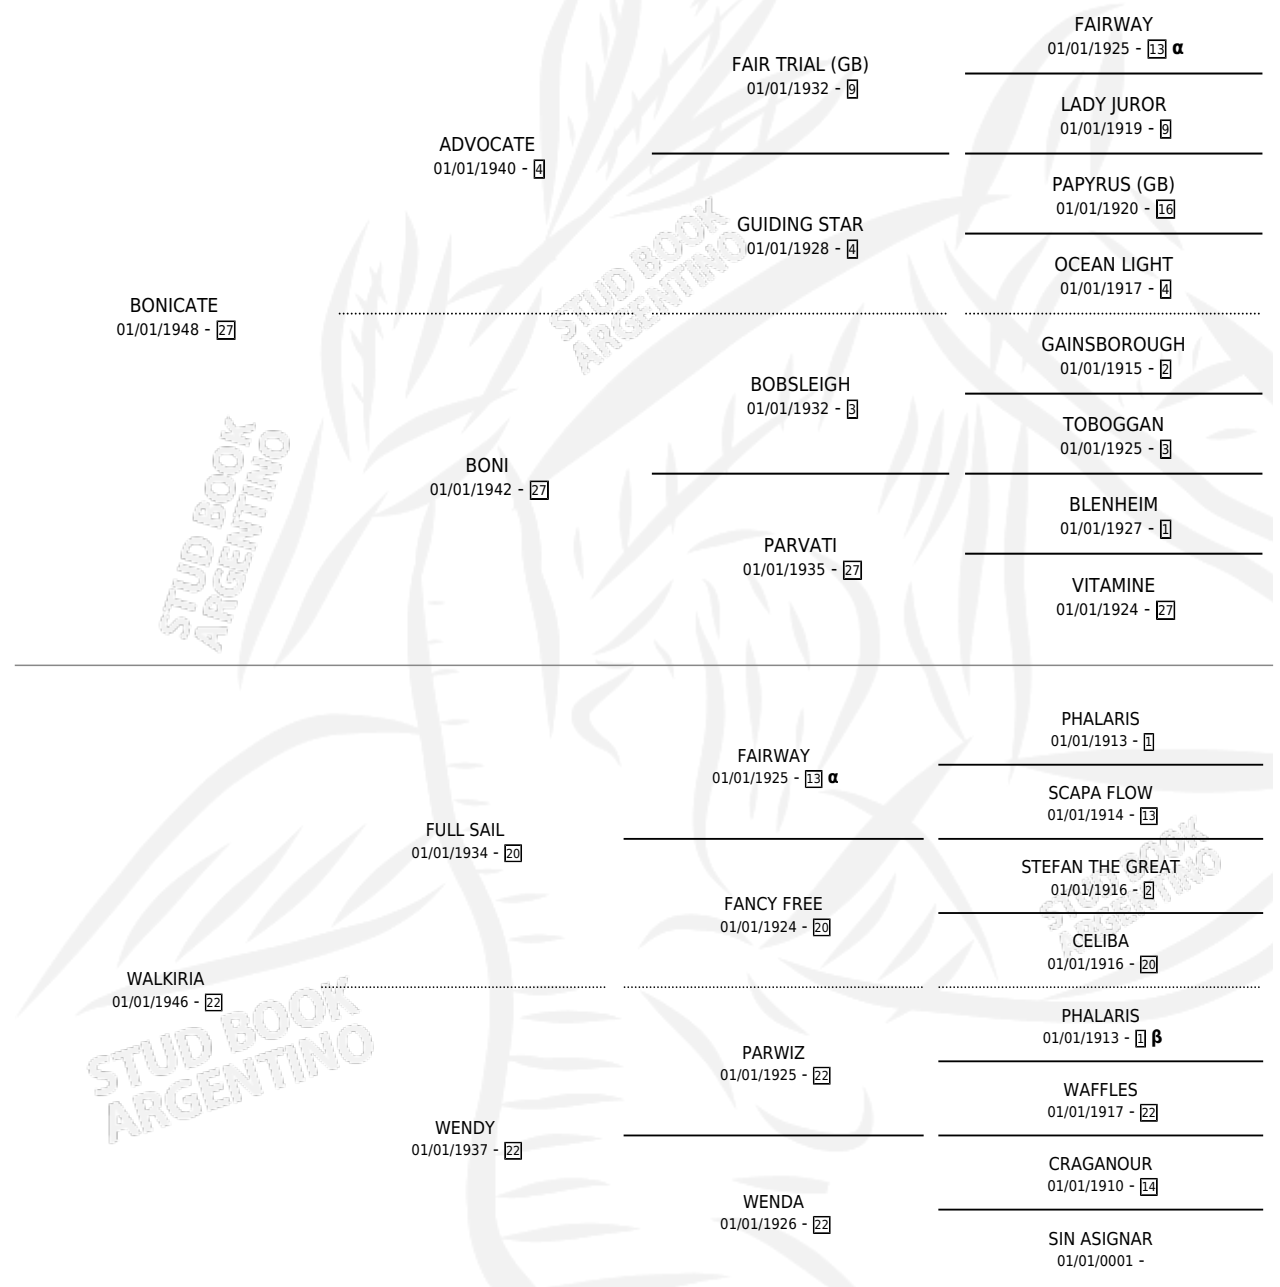 FAIRWAY
01/01/1925 - 13 α
FAIR TRIAL (GB)
01/01/1932 - 9
LADY JUROR
01/01/1919 - 9
ADVOCATE
01/01/1940 - 4
PAPYRUS (GB)
01/01/1920 - 16
GUIDING STAR
01/01/1928 - 4
OCEAN LIGHT
01/01/1917 - 4
BONICATE
01/01/1948 - 27
GAINSBOROUGH
01/01/1915 - 2
BOBSLEIGH
01/01/1932 - 3
TOBOGGAN
01/01/1925 - 3
BONI
01/01/1942 - 27
BLENHEIM
01/01/1927 - 1
PARVATI
01/01/1935 - 27
VITAMINE
01/01/1924 - 27
PHALARIS
01/01/1913 - 1
FAIRWAY
01/01/1925 - 13 α
SCAPA FLOW
01/01/1914 - 13
FULL SAIL
01/01/1934 - 20
STEFAN THE GREAT
01/01/1916 - 2
FANCY FREE
01/01/1924 - 20
CELIBA
01/01/1916 - 20
WALKIRIA
01/01/1946 - 22
PHALARIS
01/01/1913 - 1 β
PARWIZ
01/01/1925 - 22
WAFFLES
01/01/1917 - 22
WENDY
01/01/1937 - 22
CRAGANOUR
01/01/1910 - 14
WENDA
01/01/1926 - 22
SIN ASIGNAR
01/01/0001 -
STUD BOOK
ARGENTINO
STUD BOOK
ARGENTINO
STUD BOOK
ARGENTINO
STUD BOOK
ARGENTINO